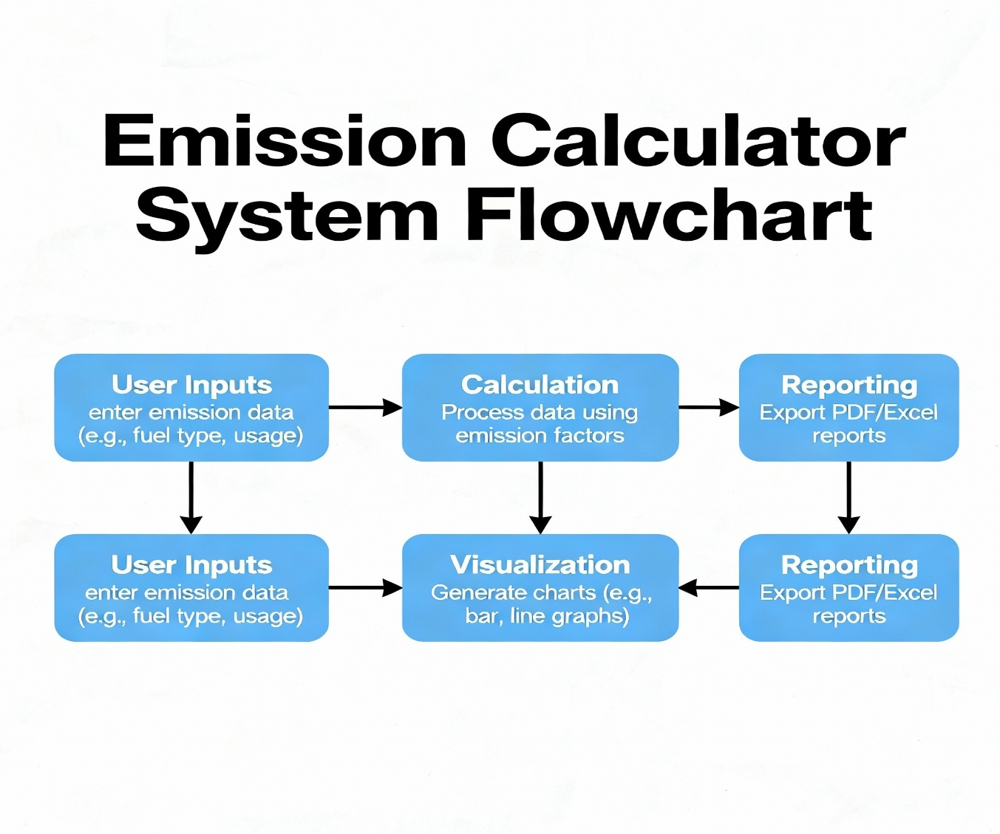 Emission Calculator
System Flowchart
User Inputs
enter emission data
(e.g., fuel type, usage)
Calculation
Process data using
emission factors
Reporting
Export PDF/Excel
reports
User Inputs
enter emission data
(e.g., fuel type, usage)
Visualization
Generate charts (e.g.,
bar, line graphs)
Reporting
Export PDF/Excel
reports